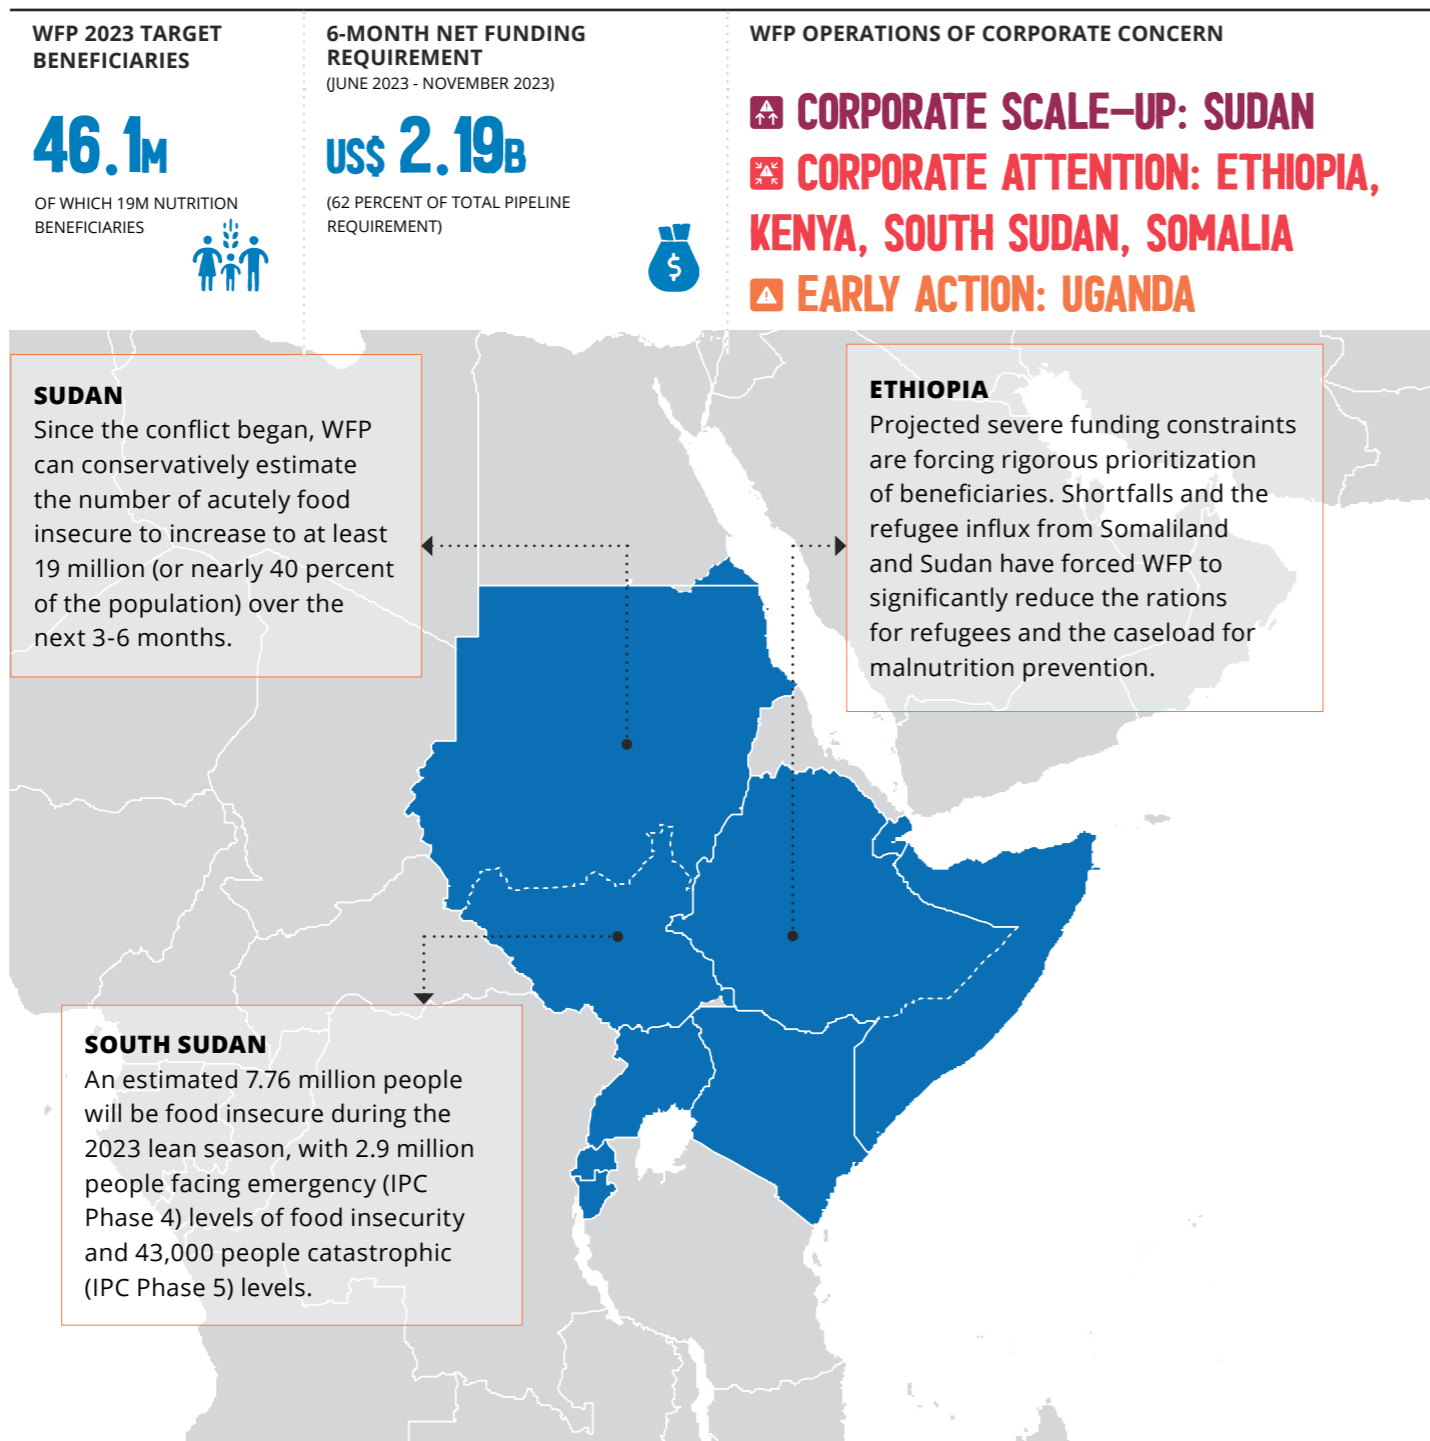 WFP 2023 TARGET
BENEFICIARIES
46.1M
OF WHICH 19M NUTRITION
BENEFICIARIES
6-MONTH NET FUNDING
REQUIREMENT
(JUNE 2023 - NOVEMBER 2023)
US$ 2.19B
(62 PERCENT OF TOTAL PIPELINE
REQUIREMENT)
$
WFP OPERATIONS OF CORPORATE CONCERN
CORPORATE SCALE–UP: SUDAN
CORPORATE ATTENTION: ETHIOPIA,
KENYA, SOUTH SUDAN, SOMALIA
EARLY ACTION: UGANDA
SUDAN
Since the conflict began, WFP
can conservatively estimate
the number of acutely food
insecure to increase to at least
19 million (or nearly 40 percent
of the population) over the
next 3-6 months.
ETHIOPIA
Projected severe funding constraints
are forcing rigorous prioritization
of beneficiaries. Shortfalls and the
refugee influx from Somaliland
and Sudan have forced WFP to
significantly reduce the rations
for refugees and the caseload for
malnutrition prevention.
SOUTH SUDAN
An estimated 7.76 million people
will be food insecure during the
2023 lean season, with 2.9 million
people facing emergency (IPC
Phase 4) levels of food insecurity
and 43,000 people catastrophic
(IPC Phase 5) levels.